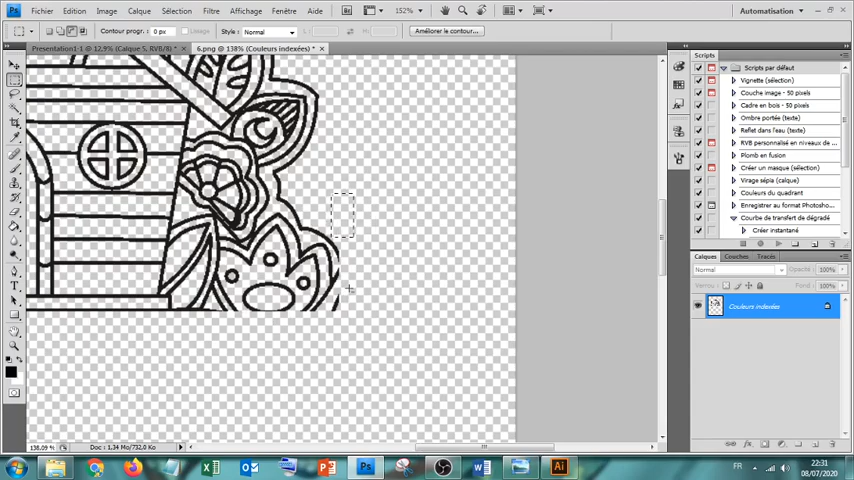 Ps Fichier Edition Image Calque Sélection Filtre Affichage Fenêtre Aide Br 152% Automatisation
Contour progr. : 0 px Style : Normal Améliorer le contour...
Presentation1-1 @ 12,9% (Calque 5, RVB/8) * × 6.png @ 138% (Couleurs indexées) * ×
Scripts
Scripts par défaut
Vignette (sélection)
Couche image - 50 pixels
Cadre en bois - 50 pixels
Ombre portée (texte)
Reflet dans l'eau (texte)
RVB personnalisé en niveaux de ...
Plomb en fusion
Créer un masque (sélection)
Virage sépia (calque)
Couleurs du quadrant
Enregistrer au format Photosho...
Courbe de transfert de dégradé
Créer instantané
Calques Couches Tracés
Normal Opacité : 100%
Verrou : Fond : 100%
Couleurs indexées
138.09 % Doc : 1,34 Mo/732,0 Ko
Ps Ai
FR 22:31
08/07/2020